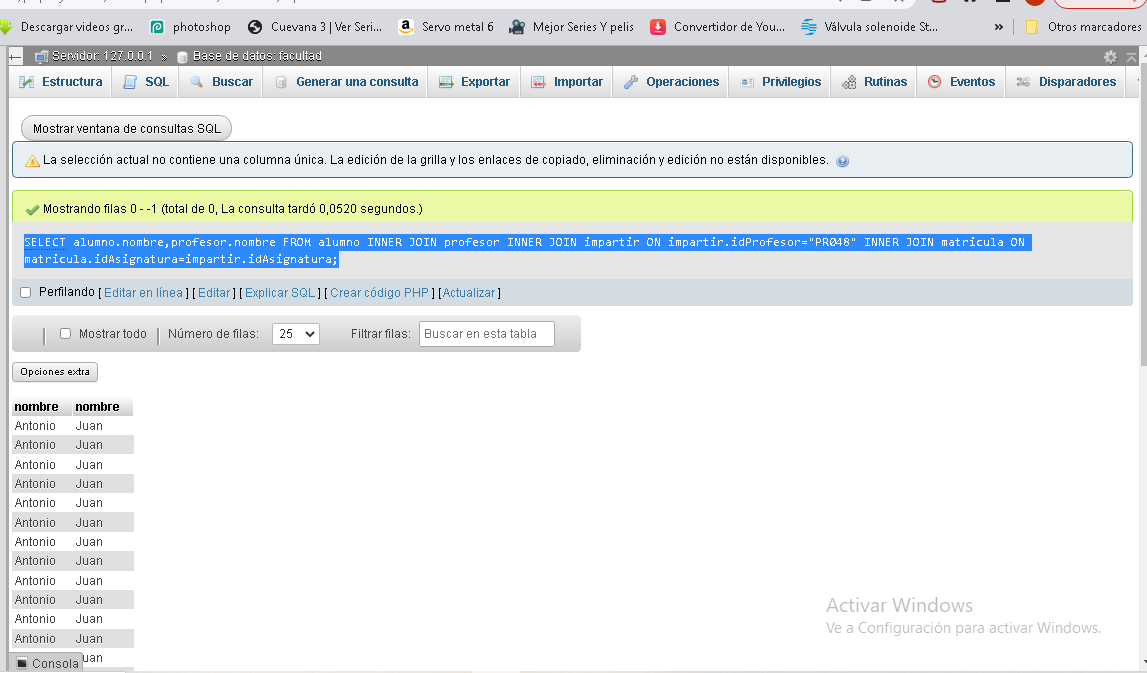 Descargar videos gr...
photoshop
Cuevana 3 | Ver Seri...
Servo metal 6
Mejor Series Y pelis
Convertidor de You...
Válvula solenoide St...
»
Otros marcadores
Servidor: 127.0.0.1 » Base de datos: facultad
Estructura
SQL
Buscar
Generar una consulta
Exportar
Importar
Operaciones
Privilegios
Rutinas
Eventos
Disparadores
Mostrar ventana de consultas SQL
La selección actual no contiene una columna única. La edición de la grilla y los enlaces de copiado, eliminación y edición no están disponibles.
Mostrando filas 0 - -1 (total de 0, La consulta tardó 0,0520 segundos.)
SELECT alumno.nombre,profesor.nombre FROM alumno INNER JOIN profesor INNER JOIN impartir ON impartir.idProfesor="PR048" INNER JOIN matricula ON
matricula.idAsignatura=impartir.idAsignatura;
Perfilando [ Editar en línea ] [ Editar ] [ Explicar SQL ] [ Crear código PHP ] [ Actualizar ]
Mostrar todo
Número de filas:
25
Filtrar filas:
Buscar en esta tabla
Opciones extra
nombre nombre
Antonio Juan
Antonio Juan
Antonio Juan
Antonio Juan
Antonio Juan
Antonio Juan
Antonio Juan
Antonio Juan
Antonio Juan
Antonio Juan
Antonio Juan
Antonio Juan
Consola uan
Activar Windows
Ve a Configuración para activar Windows.